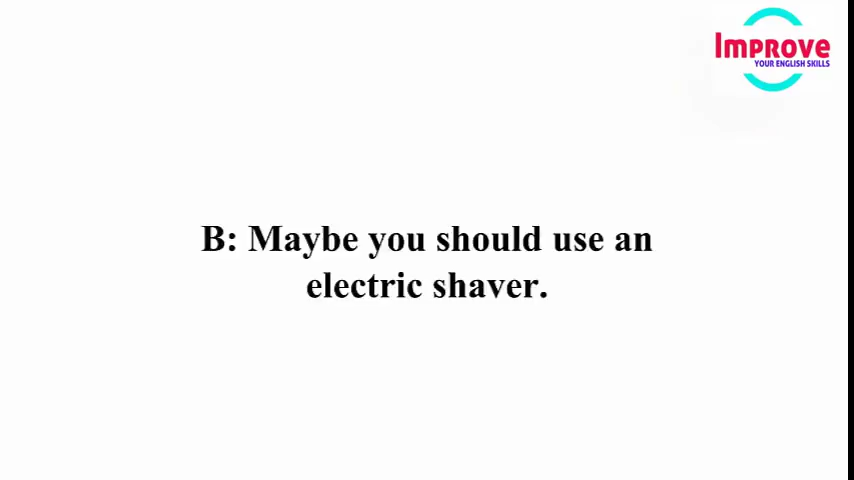 Improve
YOUR ENGLISH SKILLS
B: Maybe you should use an
electric shaver.